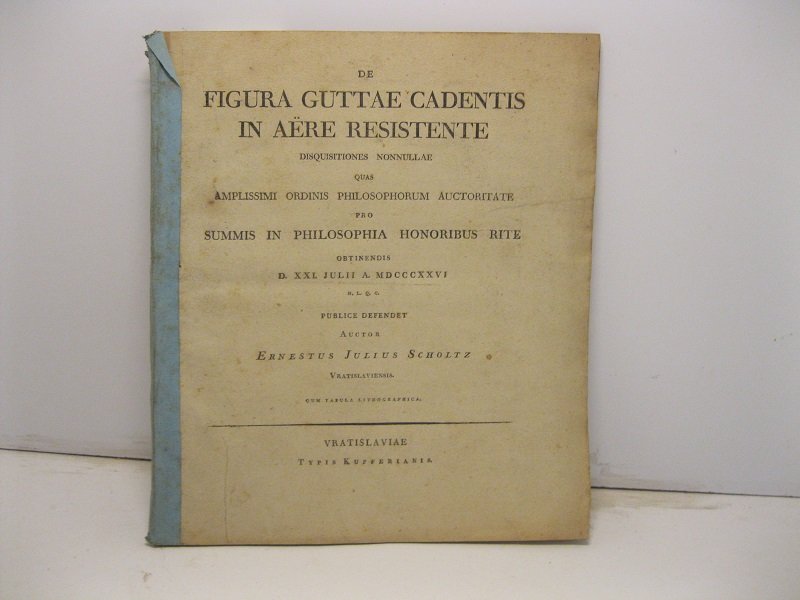 DE
FIGURA GUTTAE CADENTIS
IN AËRE RESISTENTE
DISQUISITIONES NONNULLAE
QUAS
AMPLISSIMI ORDINIS PHILOSOPHORUM AUCTORITATE
PRO
SUMMIS IN PHILOSOPHIA HONORIBUS RITE
OBTINENDIS
D. XXI. JULII A. MDCCCXXVI
H. L. Q. C.
PUBLICE DEFENDET
AUCTOR
ERNESTUS JULIUS SCHOLTZ
VRATISLAVIENSIS.
CUM TABULA LITHOGRAPHICA.
VRATISLAVIAE
TYPIS KUPFERIANIS.